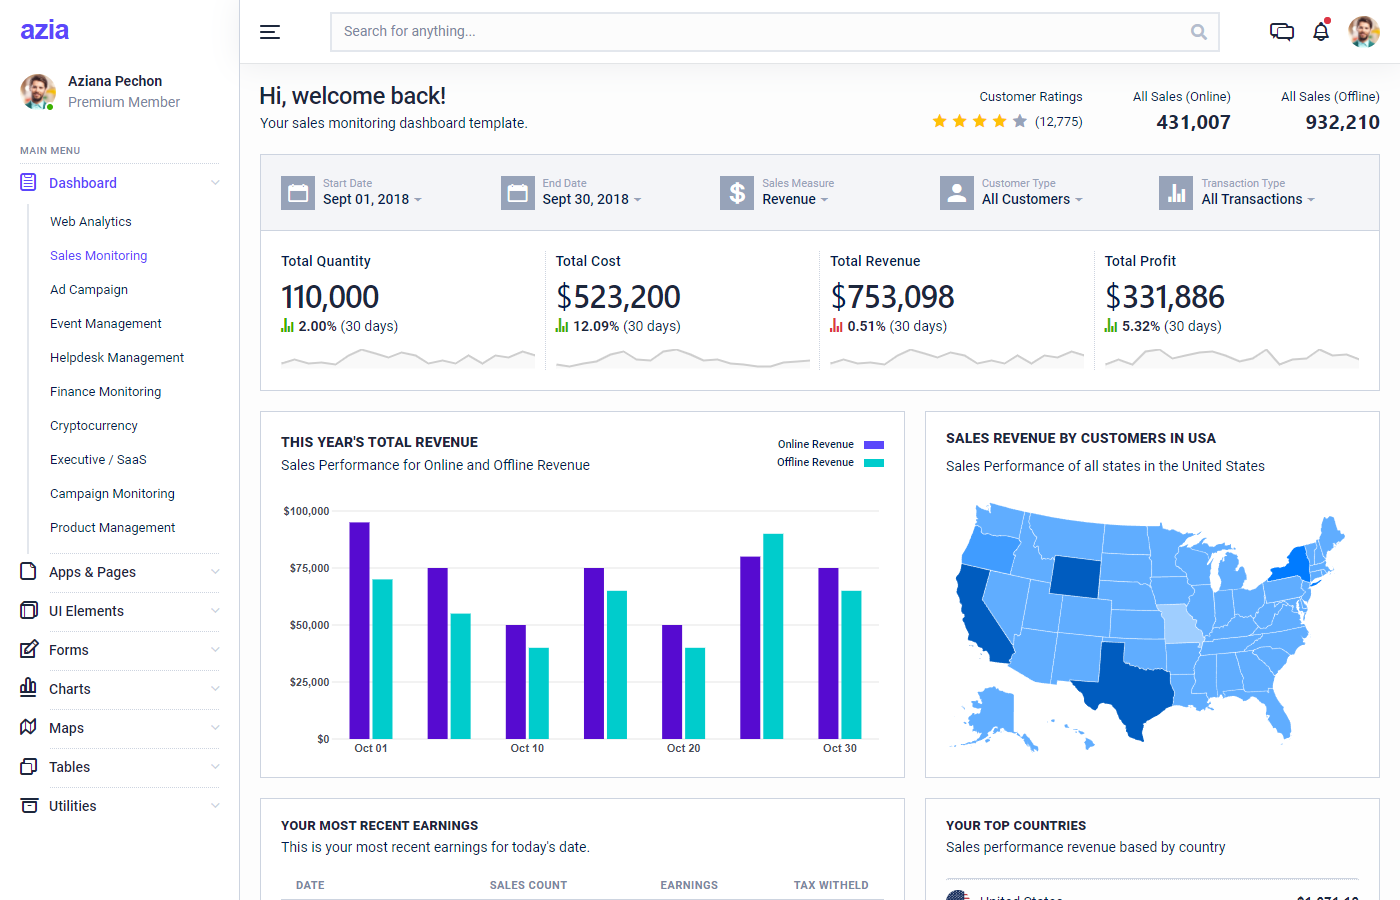 azia
Search for anything...
Aziana Pechon
Premium Member
MAIN MENU
Dashboard
Web Analytics
Sales Monitoring
Ad Campaign
Event Management
Helpdesk Management
Finance Monitoring
Cryptocurrency
Executive / SaaS
Campaign Monitoring
Product Management
Apps & Pages
UI Elements
Forms
Charts
Maps
Tables
Utilities
Hi, welcome back!
Your sales monitoring dashboard template.
Customer Ratings
(12,775)
All Sales (Online)
431,007
All Sales (Offline)
932,210
Start Date
Sept 01, 2018
End Date
Sept 30, 2018
Sales Measure
Revenue
Customer Type
All Customers
Transaction Type
All Transactions
Total Quantity
110,000
2.00% (30 days)
Total Cost
$523,200
12.09% (30 days)
Total Revenue
$753,098
0.51% (30 days)
Total Profit
$331,886
5.32% (30 days)
THIS YEAR'S TOTAL REVENUE
Sales Performance for Online and Offline Revenue
Online Revenue
Offline Revenue
$100,000
$75,000
$50,000
$25,000
$0
Oct 01 Oct 10 Oct 20 Oct 30
SALES REVENUE BY CUSTOMERS IN USA
Sales Performance of all states in the United States
YOUR MOST RECENT EARNINGS
This is your most recent earnings for today's date.
DATE SALES COUNT EARNINGS TAX WITHELD
YOUR TOP COUNTRIES
Sales performance revenue based by country
United States